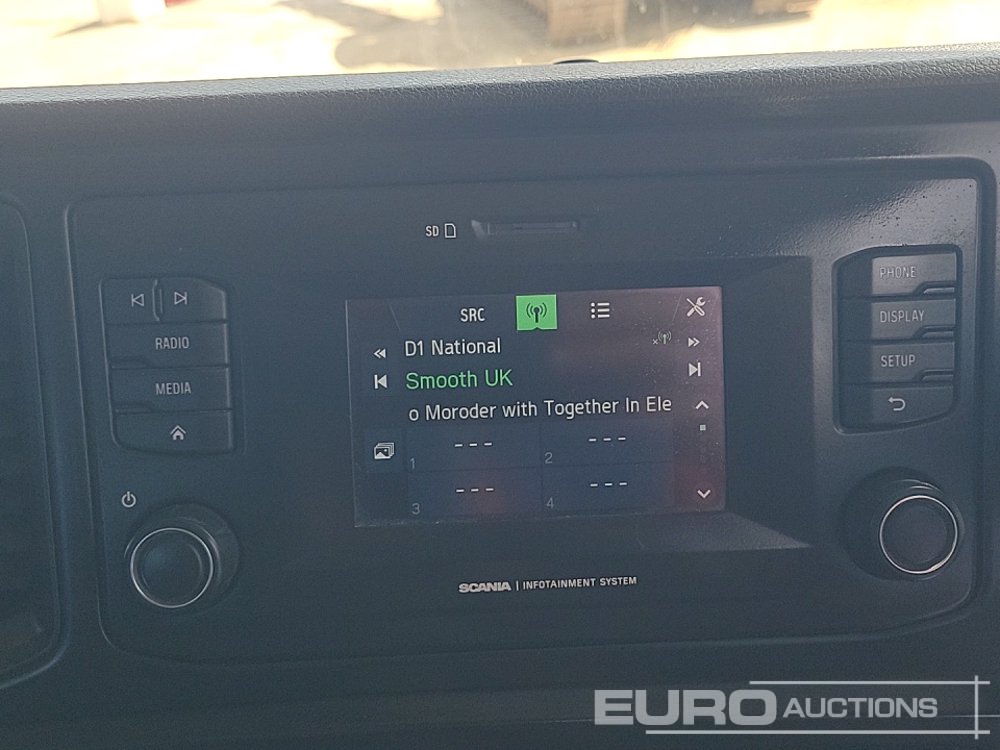 SD
PHONE
DISPLAY
SETUP
RADIO
MEDIA
SRC
D1 National
Smooth UK
o Moroder with Together In Ele
--- ---
1 2
--- ---
3 4
SCANIA | INFOTAINMENT SYSTEM
EURO AUCTIONS